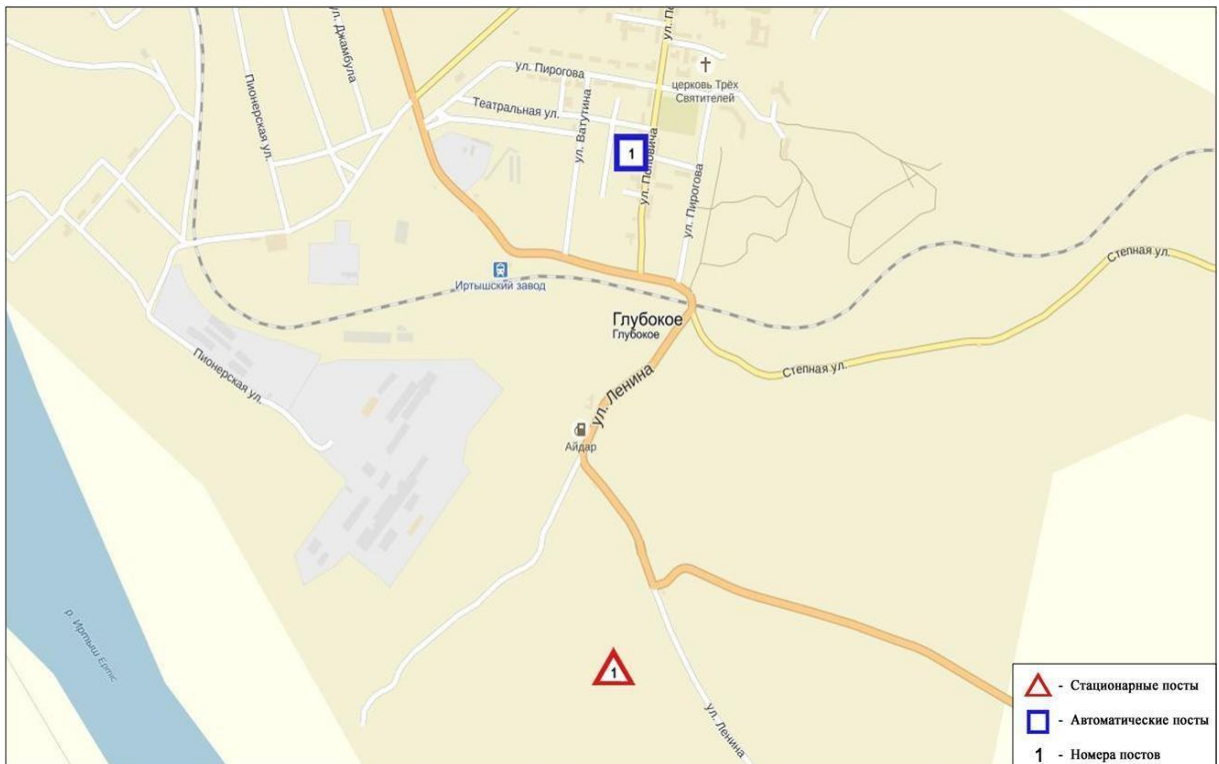 ул. По
ул. Джамбула
Пионерская ул.
ул. Пирогова
церковь Трёх
Святителей
Театральная ул.
ул. Ватутина
1
ул. Поповича
ул. Пирогова
Степная ул.
Иртышский завод
Глубокое
Глубокое
Пионерская ул.
Степная ул.
ул. Ленина
Айдар
р. Иртыш Ертіс
1
ул. Ленина
- Стационарные посты
- Автоматические посты
1 - Номера постов